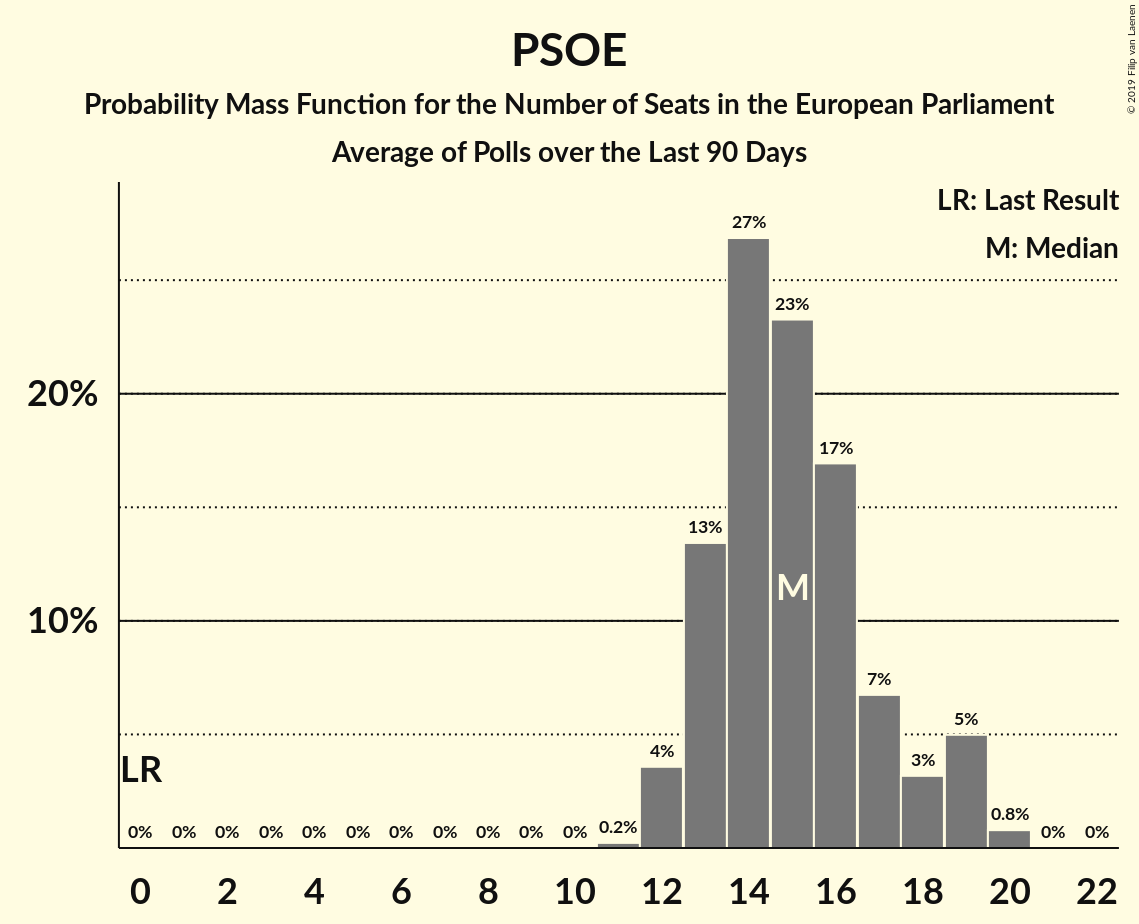 PSOE
Probability Mass Function for the Number of Seats in the European Parliament
Average of Polls over the Last 90 Days
© 2019 Filip van Laenen
LR: Last Result
M: Median
20%
10%
27%
23%
17%
13%
M
7%
5%
4%
3%
LR
0% 0% 0% 0% 0% 0% 0% 0% 0% 0% 0% 0.2% 0.8% 0% 0%
0 2 4 6 8 10 12 14 16 18 20 22